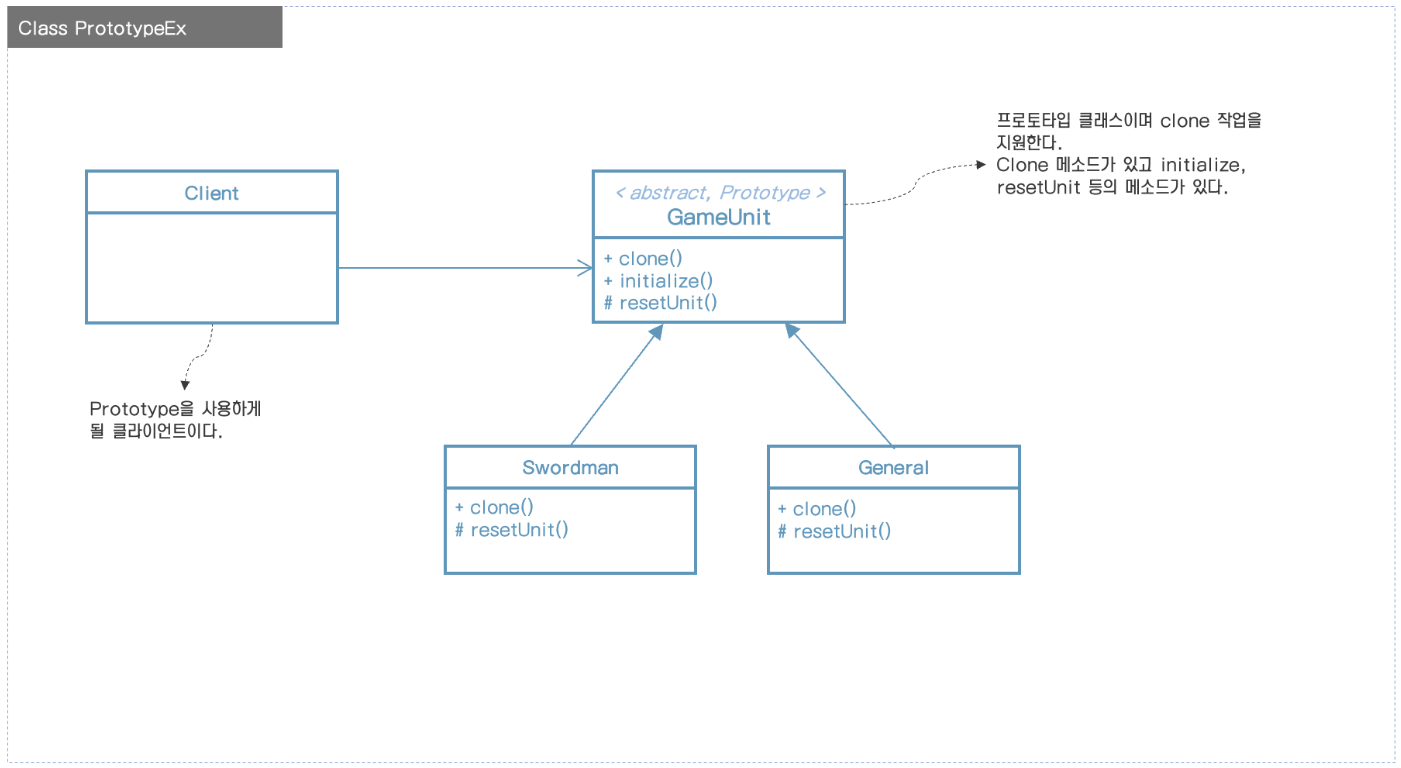 Class PrototypeEx
프로토타입 클래스이며 clone 작업을
지원한다.
Clone 메소드가 있고 initialize,
resetUnit 등의 메소드가 있다.
Client
< abstract, Prototype >
GameUnit
+ clone()
+ initialize()
# resetUnit()
Prototype을 사용하게
될 클라이언트이다.
Swordman
+ clone()
# resetUnit()
General
+ clone()
# resetUnit()